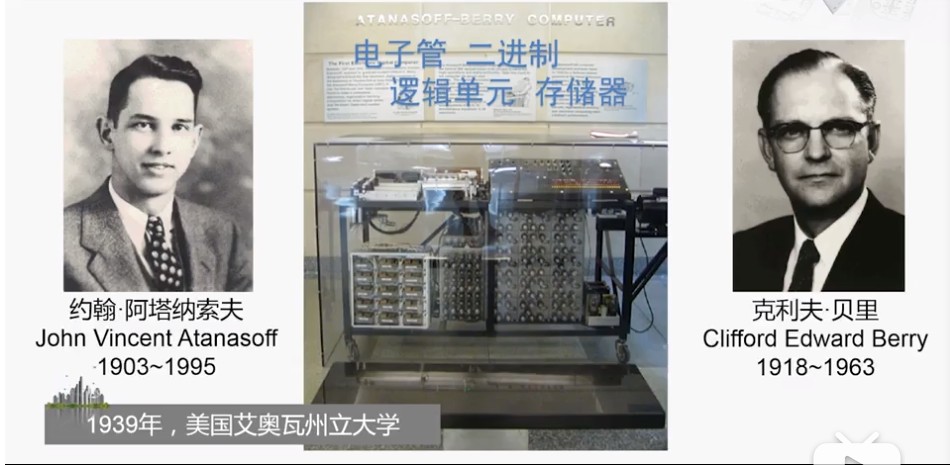 ATANASOFF-BERRY COMPUTER
电子管 二进制
逻辑单元 存储器
约翰·阿塔纳索夫
John Vincent Atanasoff
1903~1995
克利夫·贝里
Clifford Edward Berry
1918~1963
1939年，美国艾奥瓦州立大学